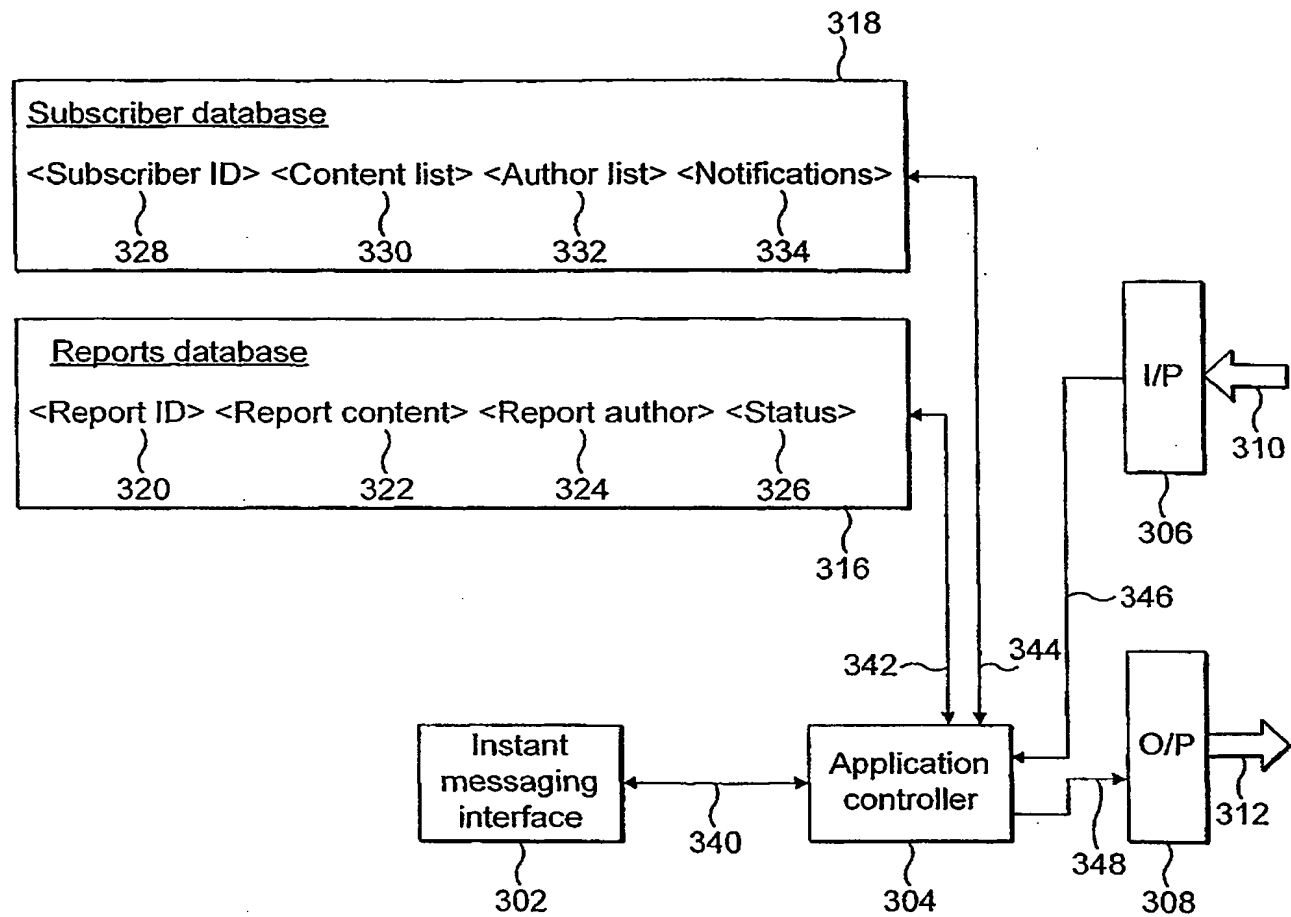 318
Subscriber database
<Subscriber ID> <Content list> <Author list> <Notifications>
328 330 332 334
Reports database
<Report ID> <Report content> <Report author> <Status>
320 322 324 326
316
I/P
310
306
346
342
344
Instant
messaging
interface
302
340
Application
controller
304
348
O/P
312
308